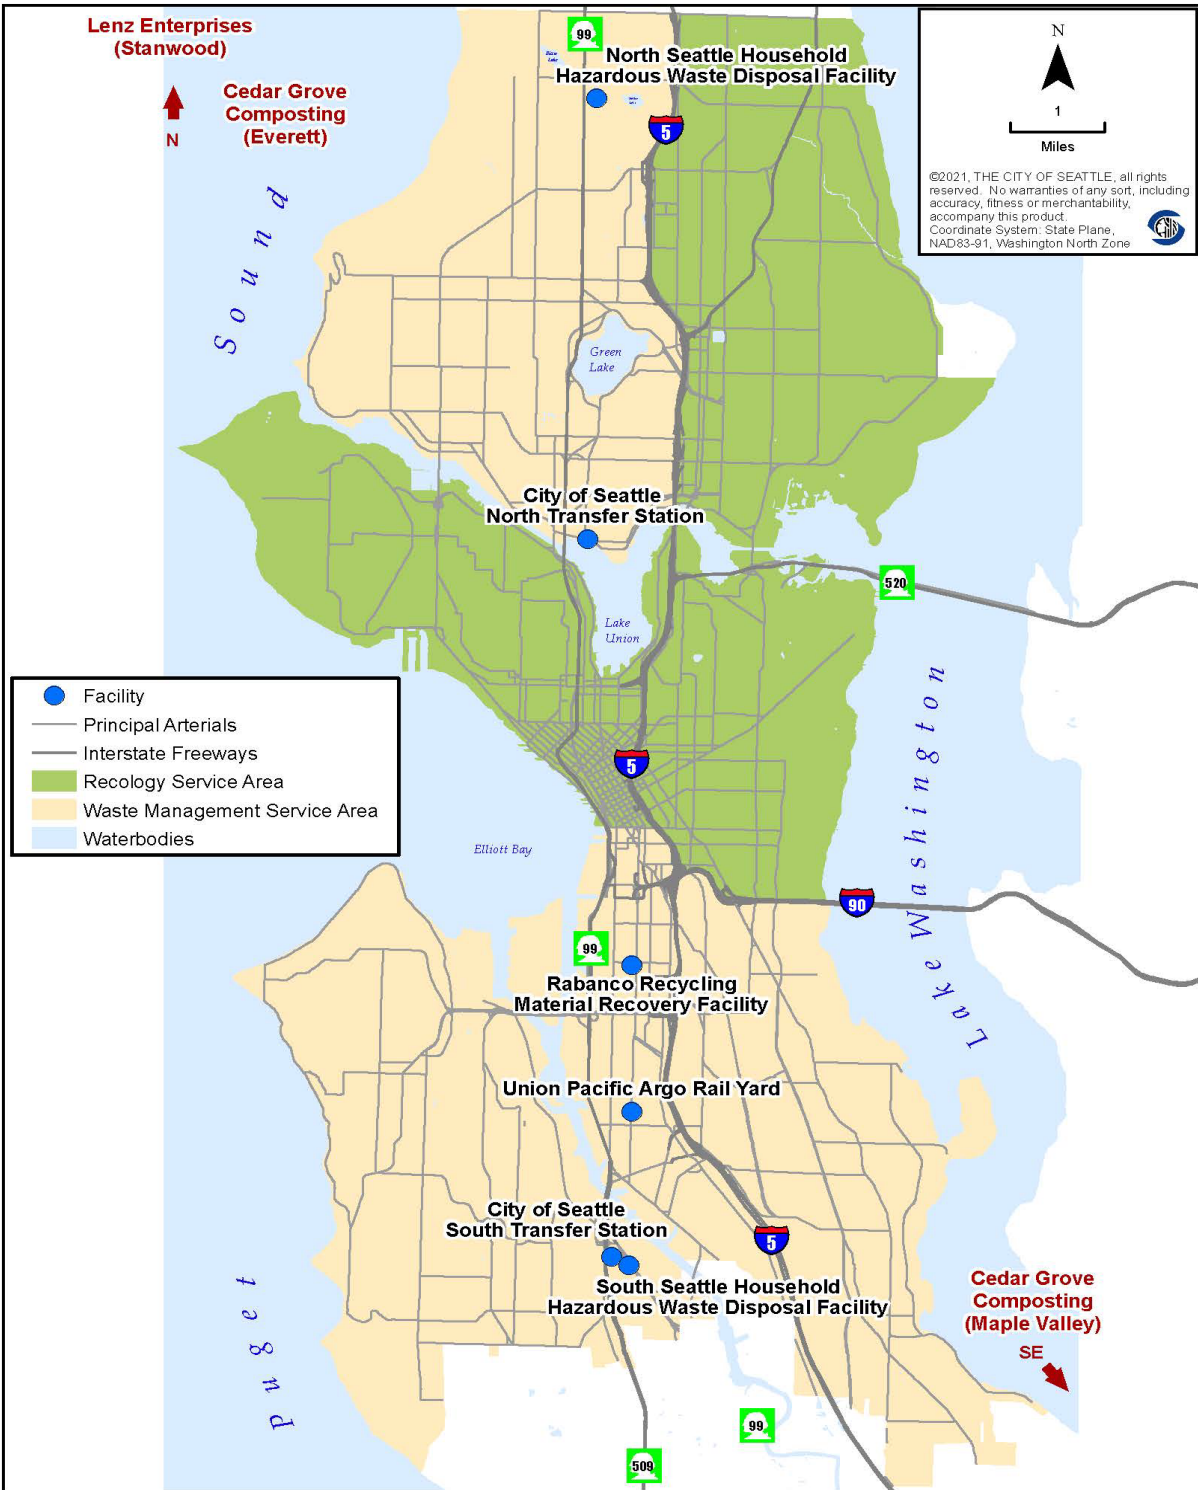 Lenz Enterprises
(Stanwood)
Cedar Grove
Composting
(Everett)
N
99
North Seattle Household
Hazardous Waste Disposal Facility
5
N
1
Miles
©2021, THE CITY OF SEATTLE, all rights
reserved. No warranties of any sort, including
accuracy, fitness or merchantability,
accompany this product.
Coordinate System: State Plane,
NAD83-91, Washington North Zone
Sound
Green
Lake
City of Seattle
North Transfer Station
520
Lake
Union
Facility
Principal Arterials
Interstate Freeways
Recology Service Area
Waste Management Service Area
Waterbodies
5
Elliott Bay
90
Lake Washington
99
Rabanco Recycling
Material Recovery Facility
Union Pacific Argo Rail Yard
City of Seattle
South Transfer Station
5
South Seattle Household
Hazardous Waste Disposal Facility
Cedar Grove
Composting
(Maple Valley)
SE
Puget
99
509